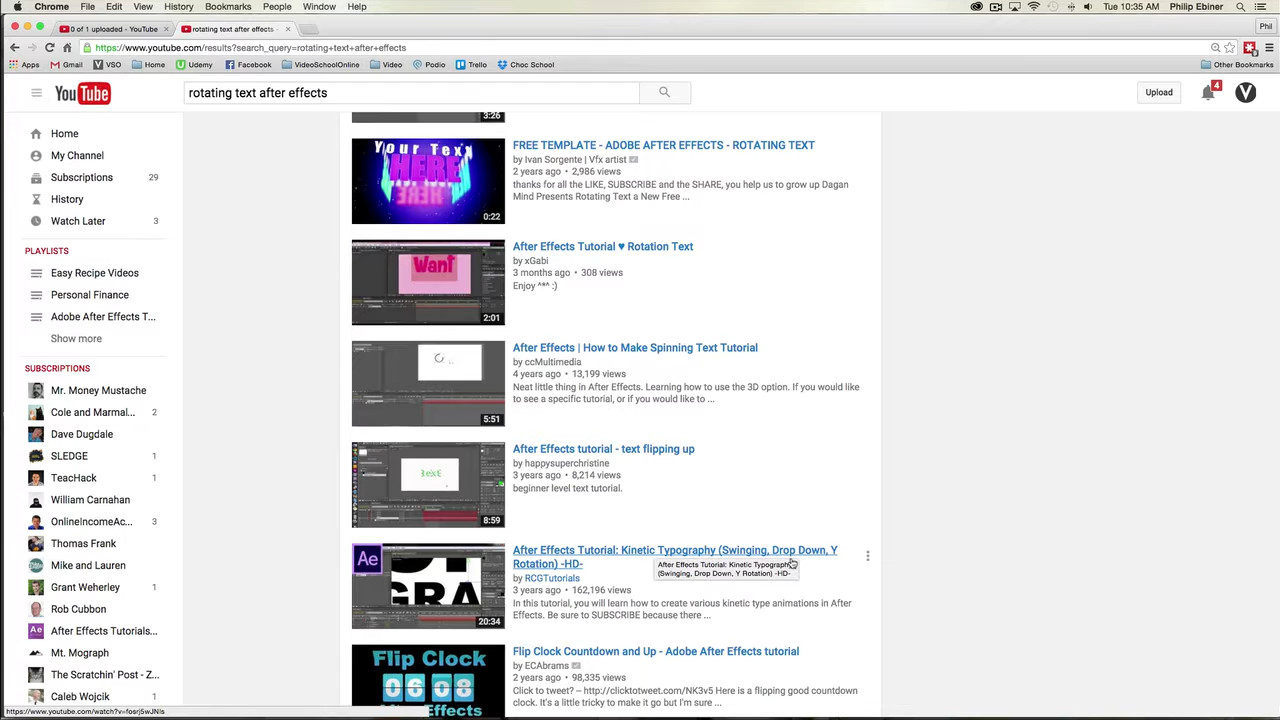 Chrome File Edit View History Bookmarks People Window Help Tue 10:35 AM Philip Ebiner
0 of 1 uploaded - YouTube rotating text after effects - Phil
https://www.youtube.com/results?search_query=rotating+text+after+effects
Apps Gmail VSO Home Udemy Facebook VideoSchoolOnline Video Podio Trello Choc School Other Bookmarks
YouTube rotating text after effects Upload 4
Home
My Channel
Subscriptions 29
History
Watch Later 3
PLAYLISTS
Easy Recipe Videos
Personal Finance
Adobe After Effects T...
Show more
SUBSCRIPTIONS
Mr. Money Mustache
Cole and Marmal... 2
Dave Dugdale
SLEDGE 1
TeacHack 1
William Carnahan
OnlineImpresAc... 3
Thomas Frank
Mike and Lauren
Grant Weherley 1
Rob Cubbon
After Effects Tutorials...
Mt. Mograph
The Scratchin' Post - Z...
Caleb Wojcik
3:26
Your Text
HERE
0:22
FREE TEMPLATE - ADOBE AFTER EFFECTS - ROTATING TEXT
by Ivan Sorgente | Vfx artist
2 years ago • 2,986 views
thanks for all the LIKE, SUBSCRIBE and the SHARE, you help us to grow up Dagan
Mind Presents Rotating Text a New Free ...
Want
2:01
After Effects Tutorial ♥ Rotation Text
by xGabi
3 months ago • 308 views
Enjoy ^*^ :)
5:51
After Effects | How to Make Spinning Text Tutorial
by ccMultimedia
4 years ago • 13,199 views
Neat little thing in After Effects. Learning how to use the 3D option. If you would like
to see a specific tutorial, or if you would like to ...
Text
8:59
After Effects tutorial - text flipping up
by happysuperchristine
3 years ago • 8,214 views
beginner level text tutorial.
Ae
GRA
20:34
After Effects Tutorial: Kinetic Typography (Swinging, Drop Down, Y
Rotation) -HD-
After Effects Tutorial: Kinetic Typography
(Swinging, Drop Down, Y Rotation) -HD-
by RCGTutorials
3 years ago • 162,196 views
In this tutorial, you will learn how to create various kinetic type animations in After
Effects. Be sure to SUBSCRIBE because there ...
Flip Clock
06 08
Effects
Flip Clock Countdown and Up - Adobe After Effects tutorial
by ECAbrams
2 years ago • 98,335 views
Click to tweet? – http://clicktotweet.com/NK3v5 Here is a flipping good countdown
clock. It's a little tricky to make it go but I'm sure ...
https://www.youtube.com/watch?v=fosrj5wJNIs